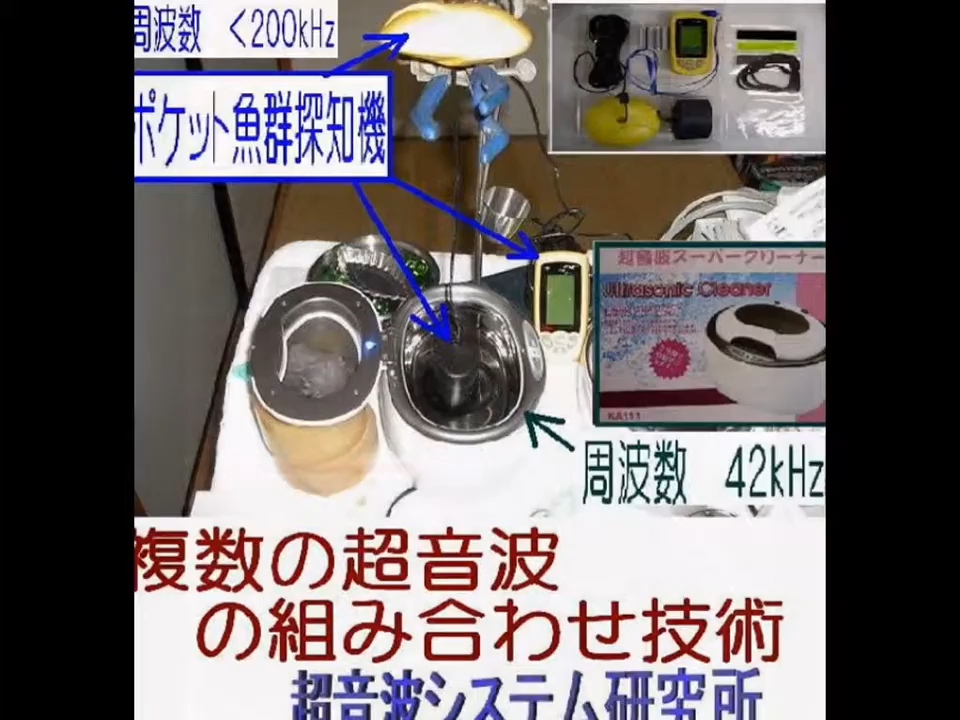 周波数 <200kHz
ポケット魚群探知機
超音波スーパークリーナー
Ultrasonic Cleaner
KA111
周波数 42kHz
複数の超音波
の組み合わせ技術
超音波システム研究所